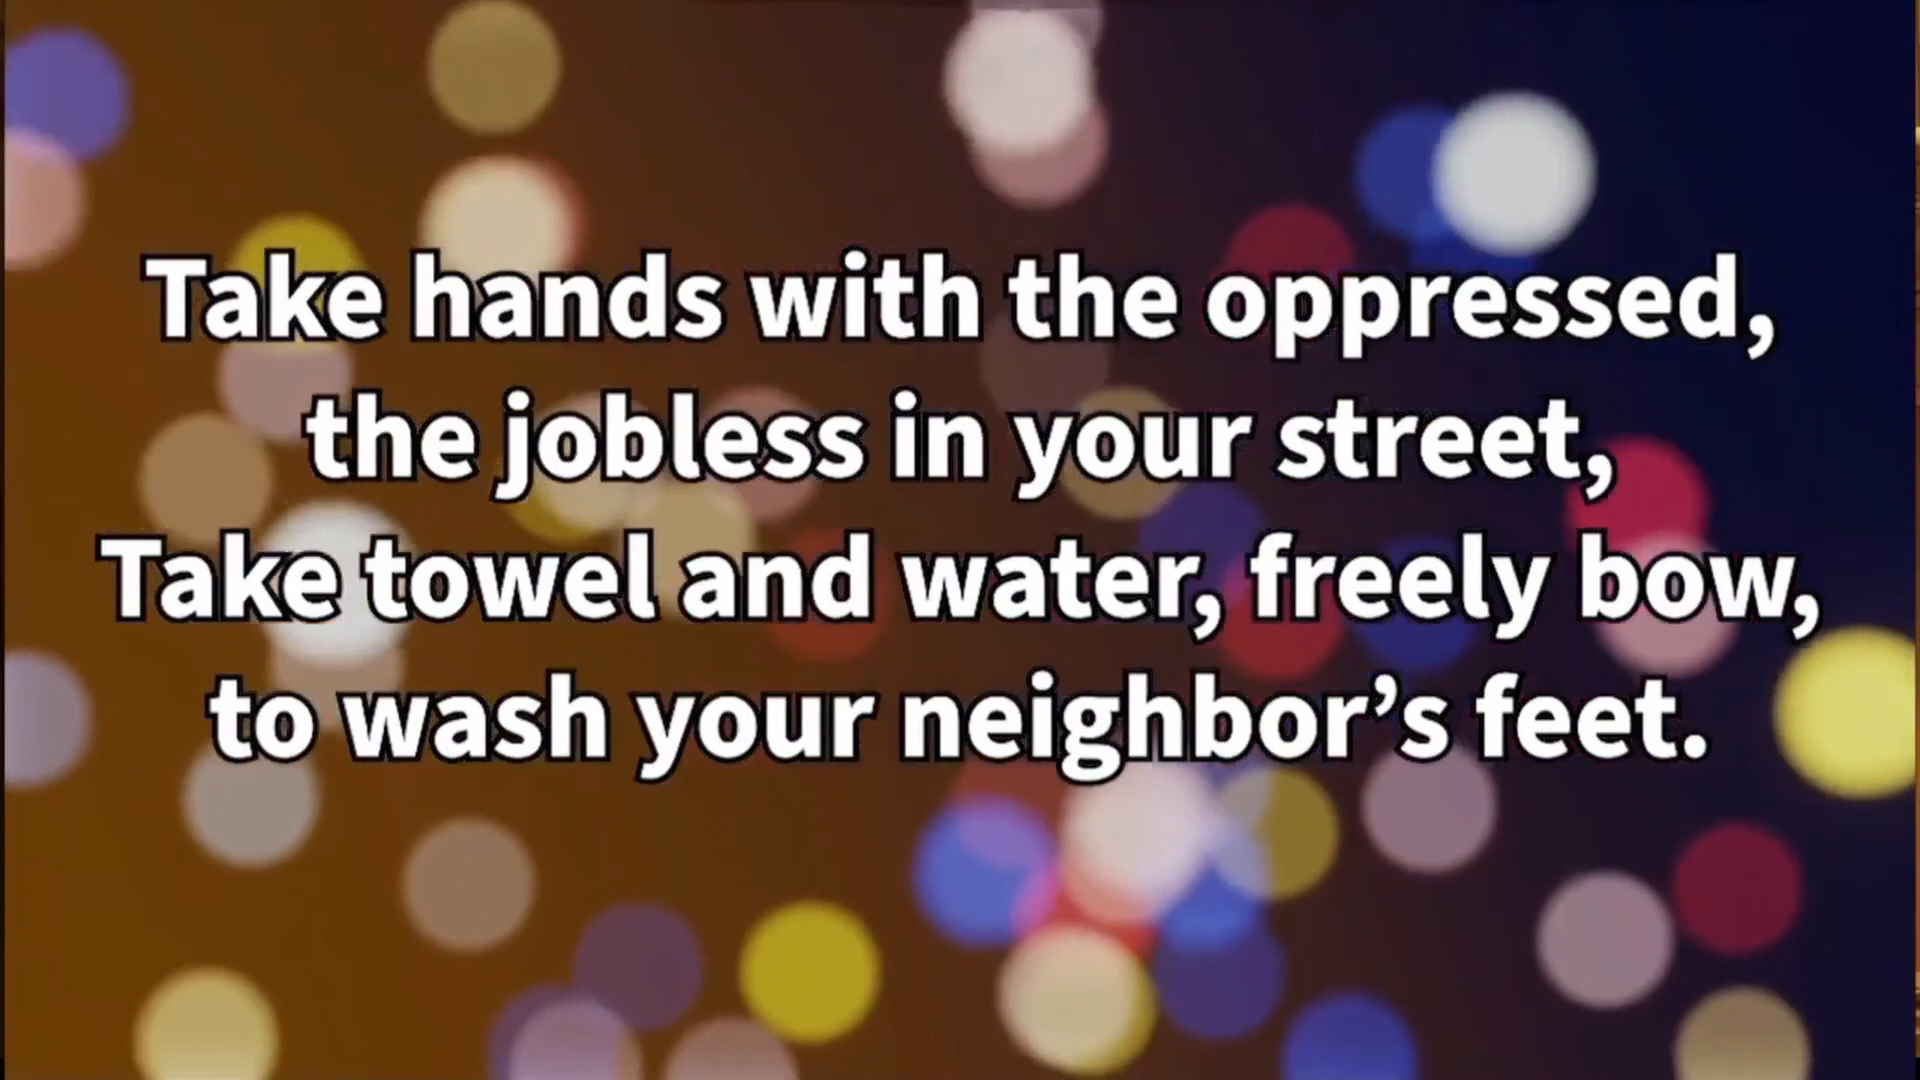 Take hands with the oppressed,
the jobless in your street,
Take towel and water, freely bow,
to wash your neighbor’s feet.